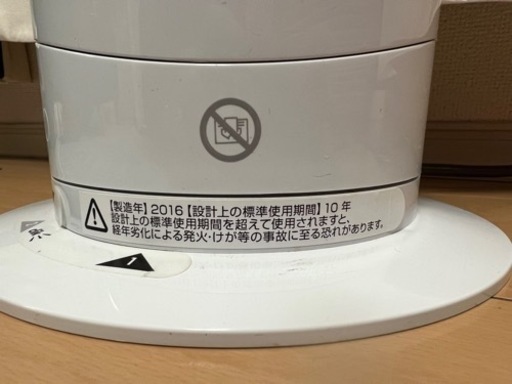 【製造年】2016【設計上の標準使用期間】10年
設計上の標準使用期間を超えて使用されますと、
経年劣化による発火・けが等の事故に至る恐れがあります。